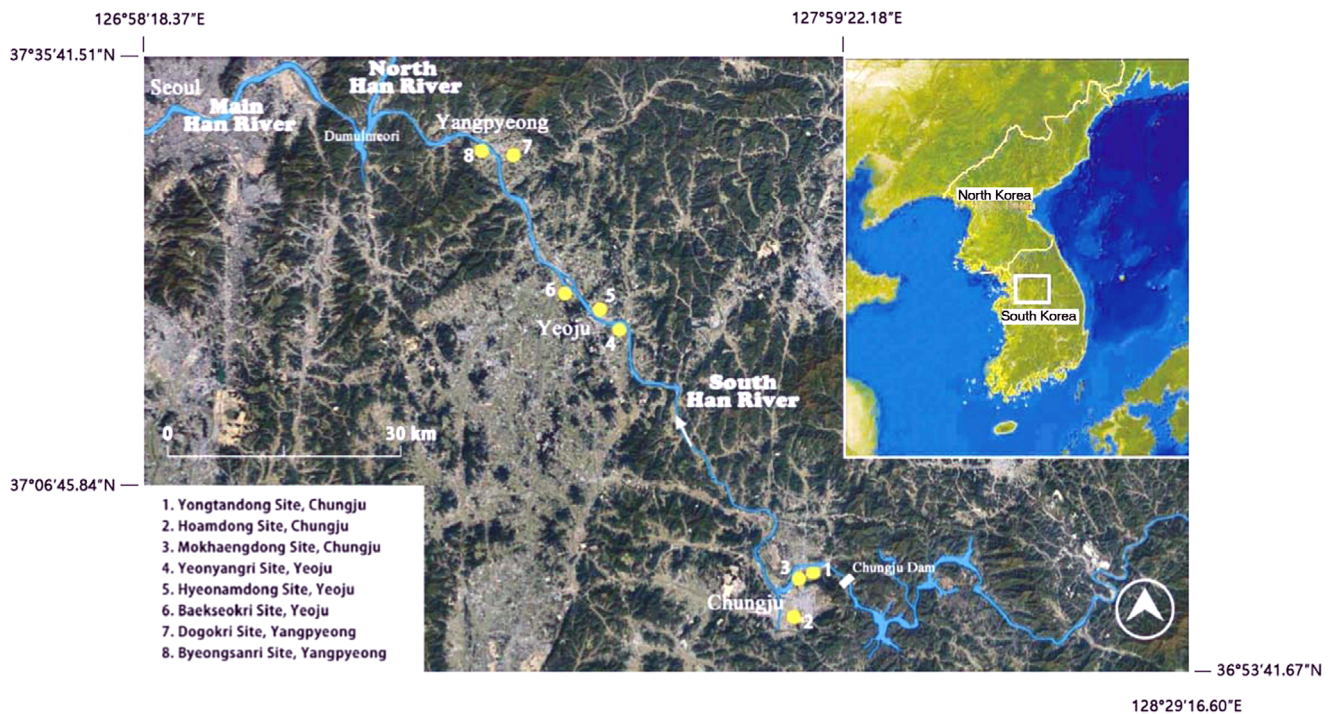 126°58'18.37"E
127°59'22.18"E
37°35'41.51"N
Seoul
Main
Han River
North
Han River
Dumulmeori
Yangpyeong
8
7
North Korea
South Korea
6
5
Yeoju
4
South
Han River
0
30 km
37°06'45.84"N
1. Yongtandong Site, Chungju
2. Hoamdong Site, Chungju
3. Mokhaengdong Site, Chungju
4. Yeonyangri Site, Yeoju
5. Hyeonamdong Site, Yeoju
6. Baekseokri Site, Yeoju
7. Dogokri Site, Yangpyeong
8. Byeongsanri Site, Yangpyeong
3
1
Chungju Dam
Chungju
2
36°53'41.67"N
128°29'16.60"E